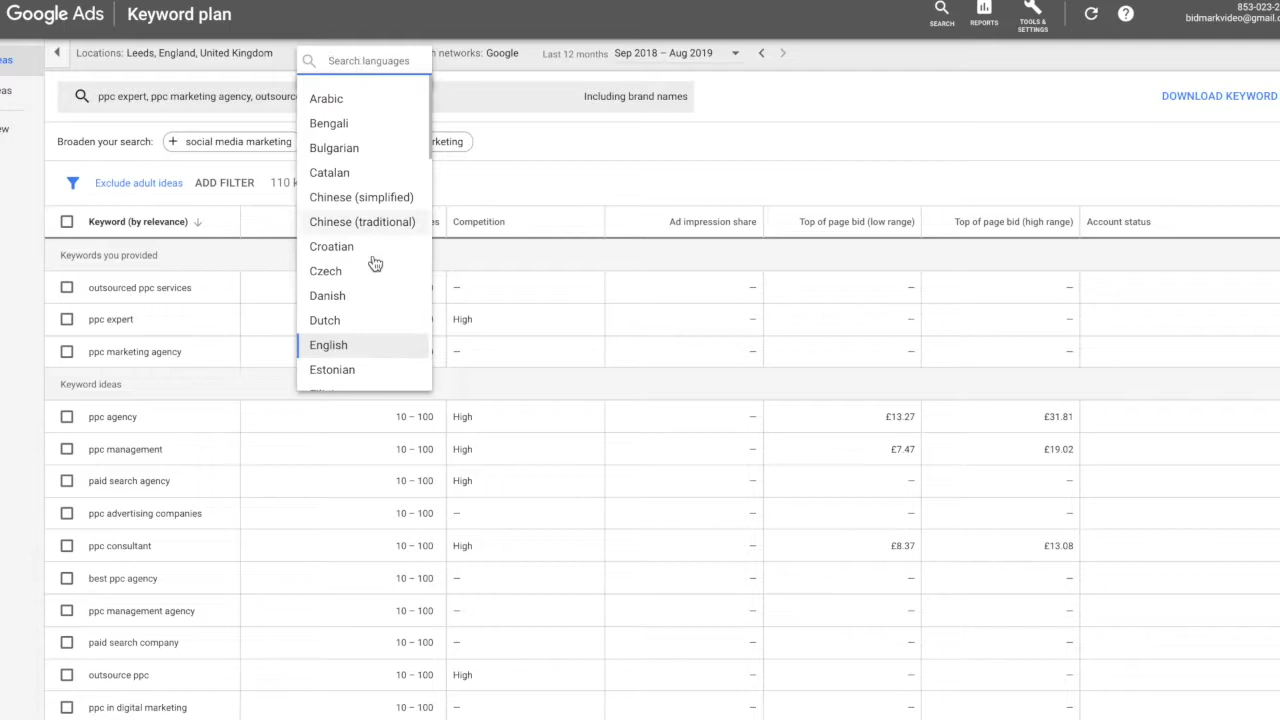 Google Ads Keyword plan
SEARCH
REPORTS
TOOLS & SETTINGS
853-023-2
bidmarkvideo@gmail.c
eas
eas
ew
Locations: Leeds, England, United Kingdom
Search languages
networks: Google
Last 12 months Sep 2018 – Aug 2019
ppc expert, ppc marketing agency, outsourc
Including brand names
DOWNLOAD KEYWORD
Broaden your search: + social media marketing
rketing
Exclude adult ideas ADD FILTER 110 k
Arabic
Bengali
Bulgarian
Catalan
Chinese (simplified)
Chinese (traditional)
Croatian
Czech
Danish
Dutch
English
Estonian
Keyword (by relevance) ↓ es Competition Ad impression share Top of page bid (low range) Top of page bid (high range) Account status
Keywords you provided
outsourced ppc services – – – –
ppc expert High – – –
ppc marketing agency – – – –
Keyword ideas
ppc agency 10 – 100 High – £13.27 £31.81
ppc management 10 – 100 High – £7.47 £19.02
paid search agency 10 – 100 High – – –
ppc advertising companies 10 – 100 – – – –
ppc consultant 10 – 100 High – £8.37 £13.08
best ppc agency 10 – 100 – – – –
ppc management agency 10 – 100 – – – –
paid search company 10 – 100 – – – –
outsource ppc 10 – 100 High – – –
ppc in digital marketing 10 – 100 – – – –